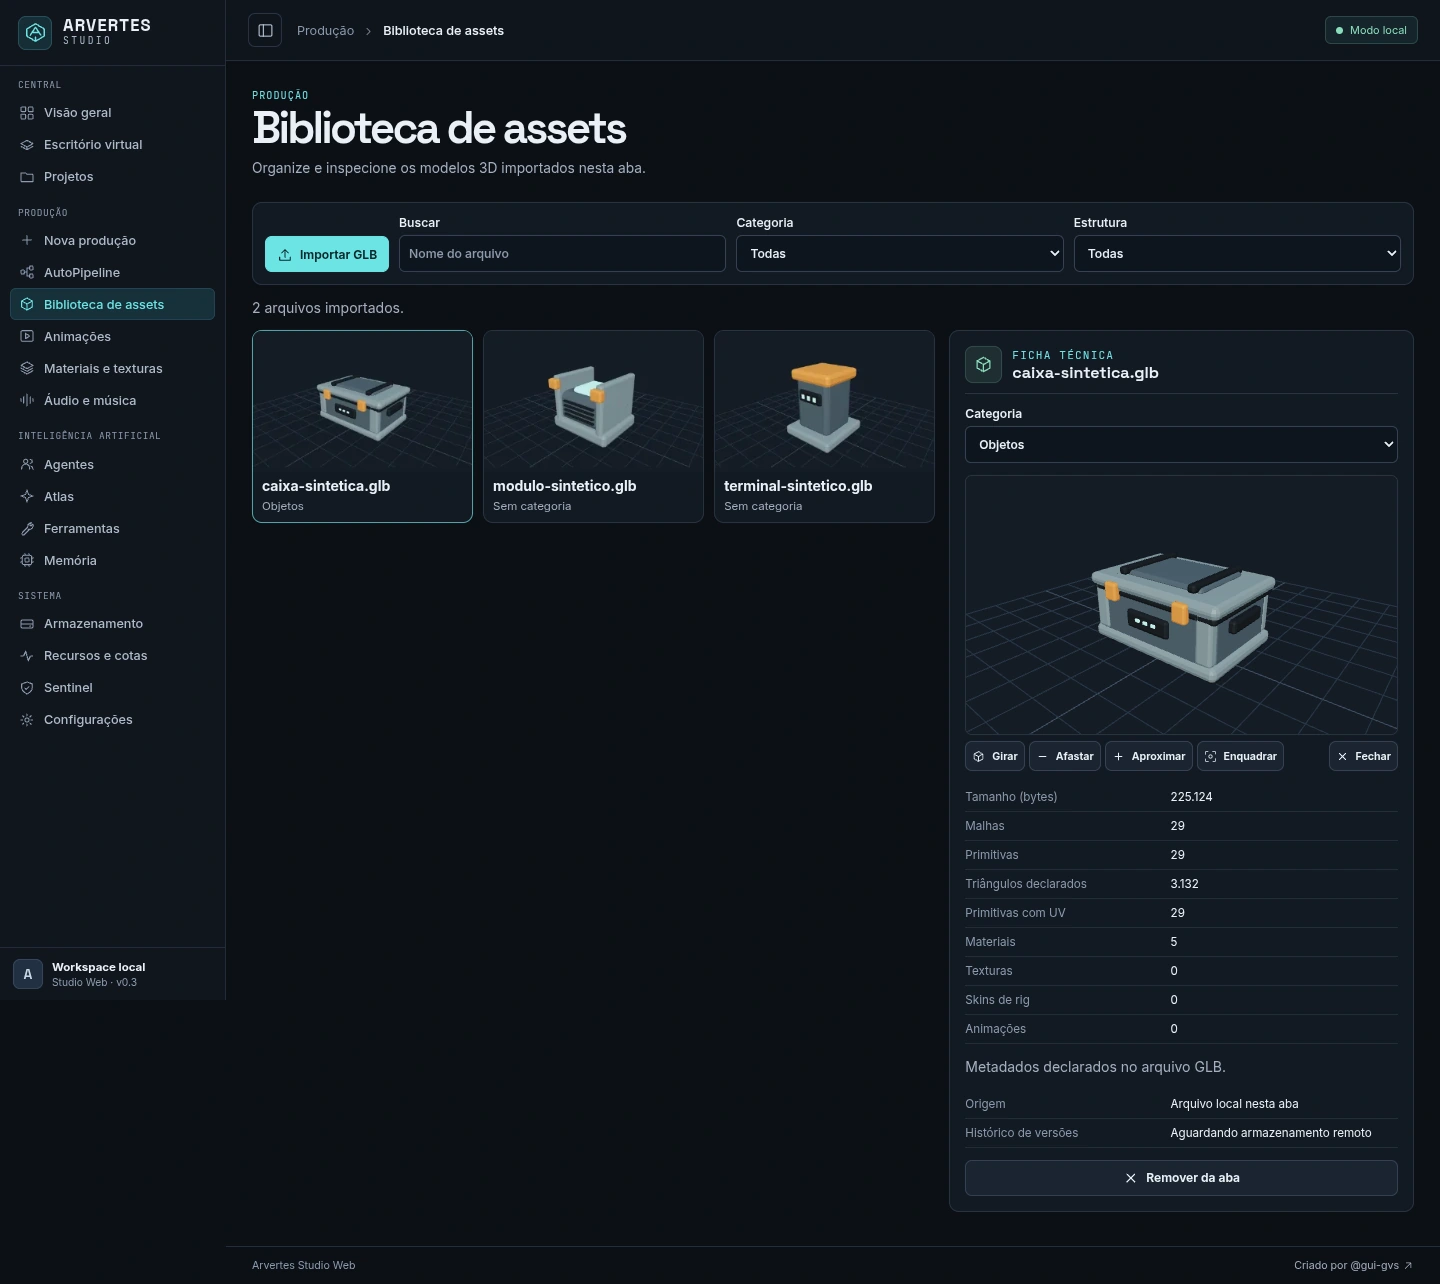 ARVERTES
STUDIO
CENTRAL
Visão geral
Escritório virtual
Projetos
PRODUÇÃO
Nova produção
AutoPipeline
Biblioteca de assets
Animações
Materiais e texturas
Áudio e música
INTELIGÊNCIA ARTIFICIAL
Agentes
Atlas
Ferramentas
Memória
SISTEMA
Armazenamento
Recursos e cotas
Sentinel
Configurações
A
Workspace local
Studio Web · v0.3
Produção > Biblioteca de assets
Modo local
PRODUÇÃO
Biblioteca de assets
Organize e inspecione os modelos 3D importados nesta aba.
Importar GLB
Buscar
Nome do arquivo
Categoria
Todas
Estrutura
Todas
2 arquivos importados.
caixa-sintetica.glb
Objetos
modulo-sintetico.glb
Sem categoria
terminal-sintetico.glb
Sem categoria
FICHA TÉCNICA
caixa-sintetica.glb
Categoria
Objetos
Girar Afastar Aproximar Enquadrar Fechar
Tamanho (bytes) 225.124
Malhas 29
Primitivas 29
Triângulos declarados 3.132
Primitivas com UV 29
Materiais 5
Texturas 0
Skins de rig 0
Animações 0
Metadados declarados no arquivo GLB.
Origem Arquivo local nesta aba
Histórico de versões Aguardando armazenamento remoto
Remover da aba
Arvertes Studio Web
Criado por @gui-gvs ↗